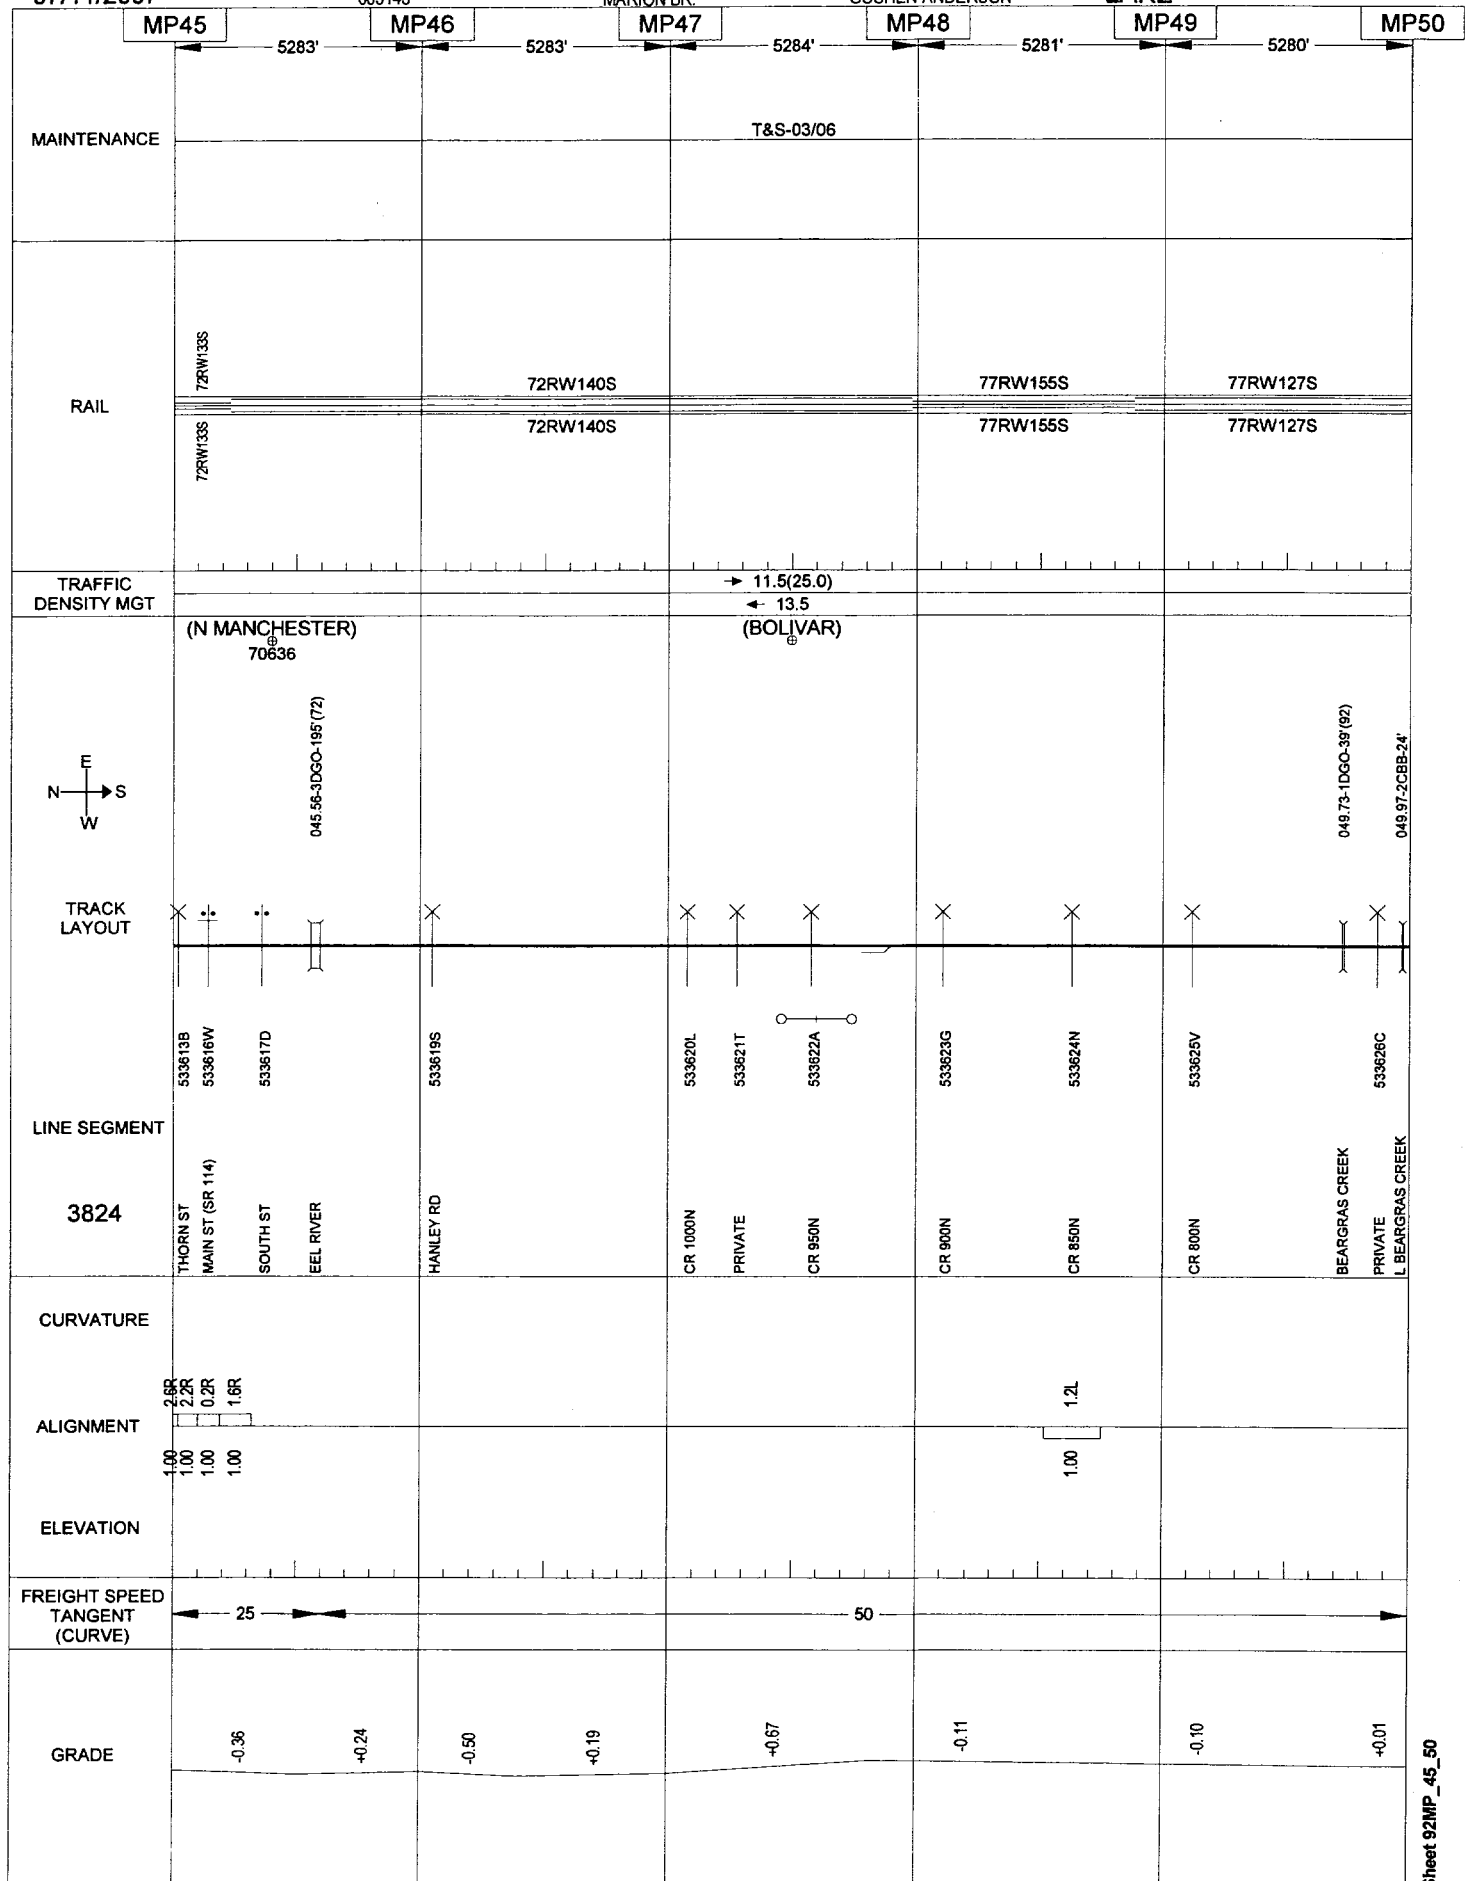 MARION BR.
MP45 MP46 MP47 MP48 MP49 MP50
5283' 5283' 5284' 5281' 5280'
MAINTENANCE
T&S-03/06
RAIL
72RW133S
72RW140S
77RW155S
77RW127S
72RW133S
72RW140S
77RW155S
77RW127S
TRAFFIC
DENSITY MGT
11.5(25.0)
13.5
(N MANCHESTER)
70636
(BOLIVAR)
E
N S
W
045.56-3DGO-195'(72)
049.73-1DGO-39'(92)
049.97-2CBB-24'
TRACK
LAYOUT
533613B
533616W
533617D
533619S
533620L
533621T
533622A
533623G
533624N
533625V
533626C
LINE SEGMENT
3824
THORN ST
MAIN ST (SR 114)
SOUTH ST
EEL RIVER
HANLEY RD
CR 1000N
PRIVATE
CR 950N
CR 900N
CR 850N
CR 800N
BEARGRAS CREEK
PRIVATE
L BEARGRAS CREEK
CURVATURE
2.6R
2.2R
0.2R
1.6R
1.2L
ALIGNMENT
1.00
1.00
1.00
1.00
1.00
ELEVATION
FREIGHT SPEED
TANGENT
(CURVE)
25
50
GRADE
-0.36
+0.24
-0.50
+0.19
+0.67
-0.11
-0.10
+0.01
Sheet 92MP_45_50